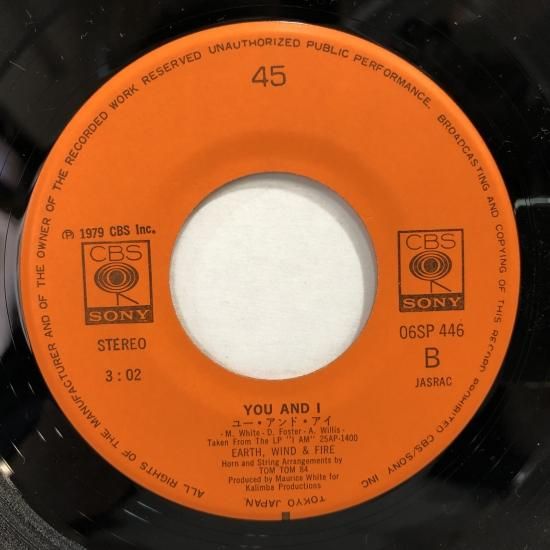 ALL RIGHTS OF THE MANUFACTURER AND OF THE OWNER OF THE RECORDED WORK RESERVED UNAUTHORIZED PUBLIC PERFORMANCE, BROADCASTING AND COPYING OF THIS RECORD PROHIBITED CBS/SONY INC. TOKYO JAPAN.
45
Ⓟ 1979 CBS Inc.
CBS
SONY
STEREO
3:02
CBS
SONY
06SP 446
B
JASRAC
YOU AND I
ユー・アンド・アイ
- M. White - D. Foster - A. Willis -
Taken From The LP "I AM" 25AP-1400
EARTH, WIND & FIRE
Horn and String Arrangements by
TOM TOM 84
Produced by Maurice White for
Kalimba Productions